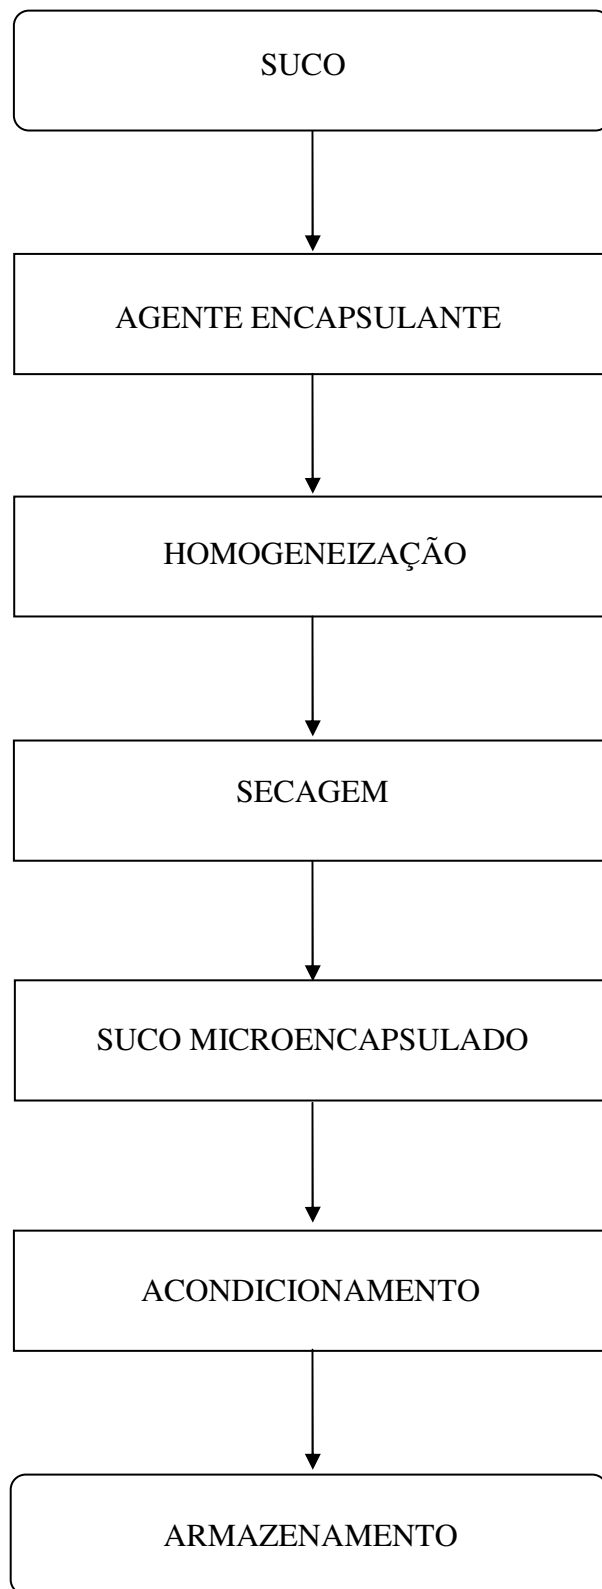 SUCO
AGENTE ENCAPSULANTE
HOMOGENEIZAÇÃO
SECAGEM
SUCO MICROENCAPSULADO
ACONDICIONAMENTO
ARMAZENAMENTO